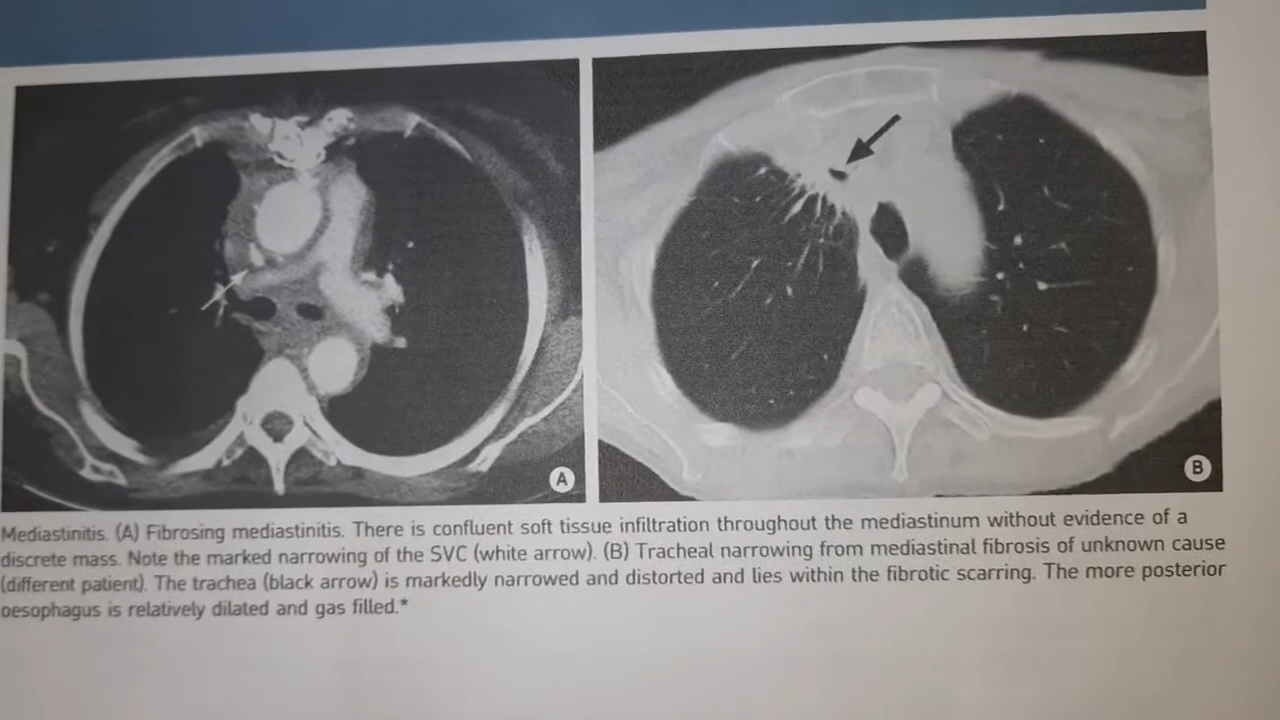 A
B
Mediastinitis. (A) Fibrosing mediastinitis. There is confluent soft tissue infiltration throughout the mediastinum without evidence of a
discrete mass. Note the marked narrowing of the SVC (white arrow). (B) Tracheal narrowing from mediastinal fibrosis of unknown cause
(different patient). The trachea (black arrow) is markedly narrowed and distorted and lies within the fibrotic scarring. The more posterior
oesophagus is relatively dilated and gas filled.*